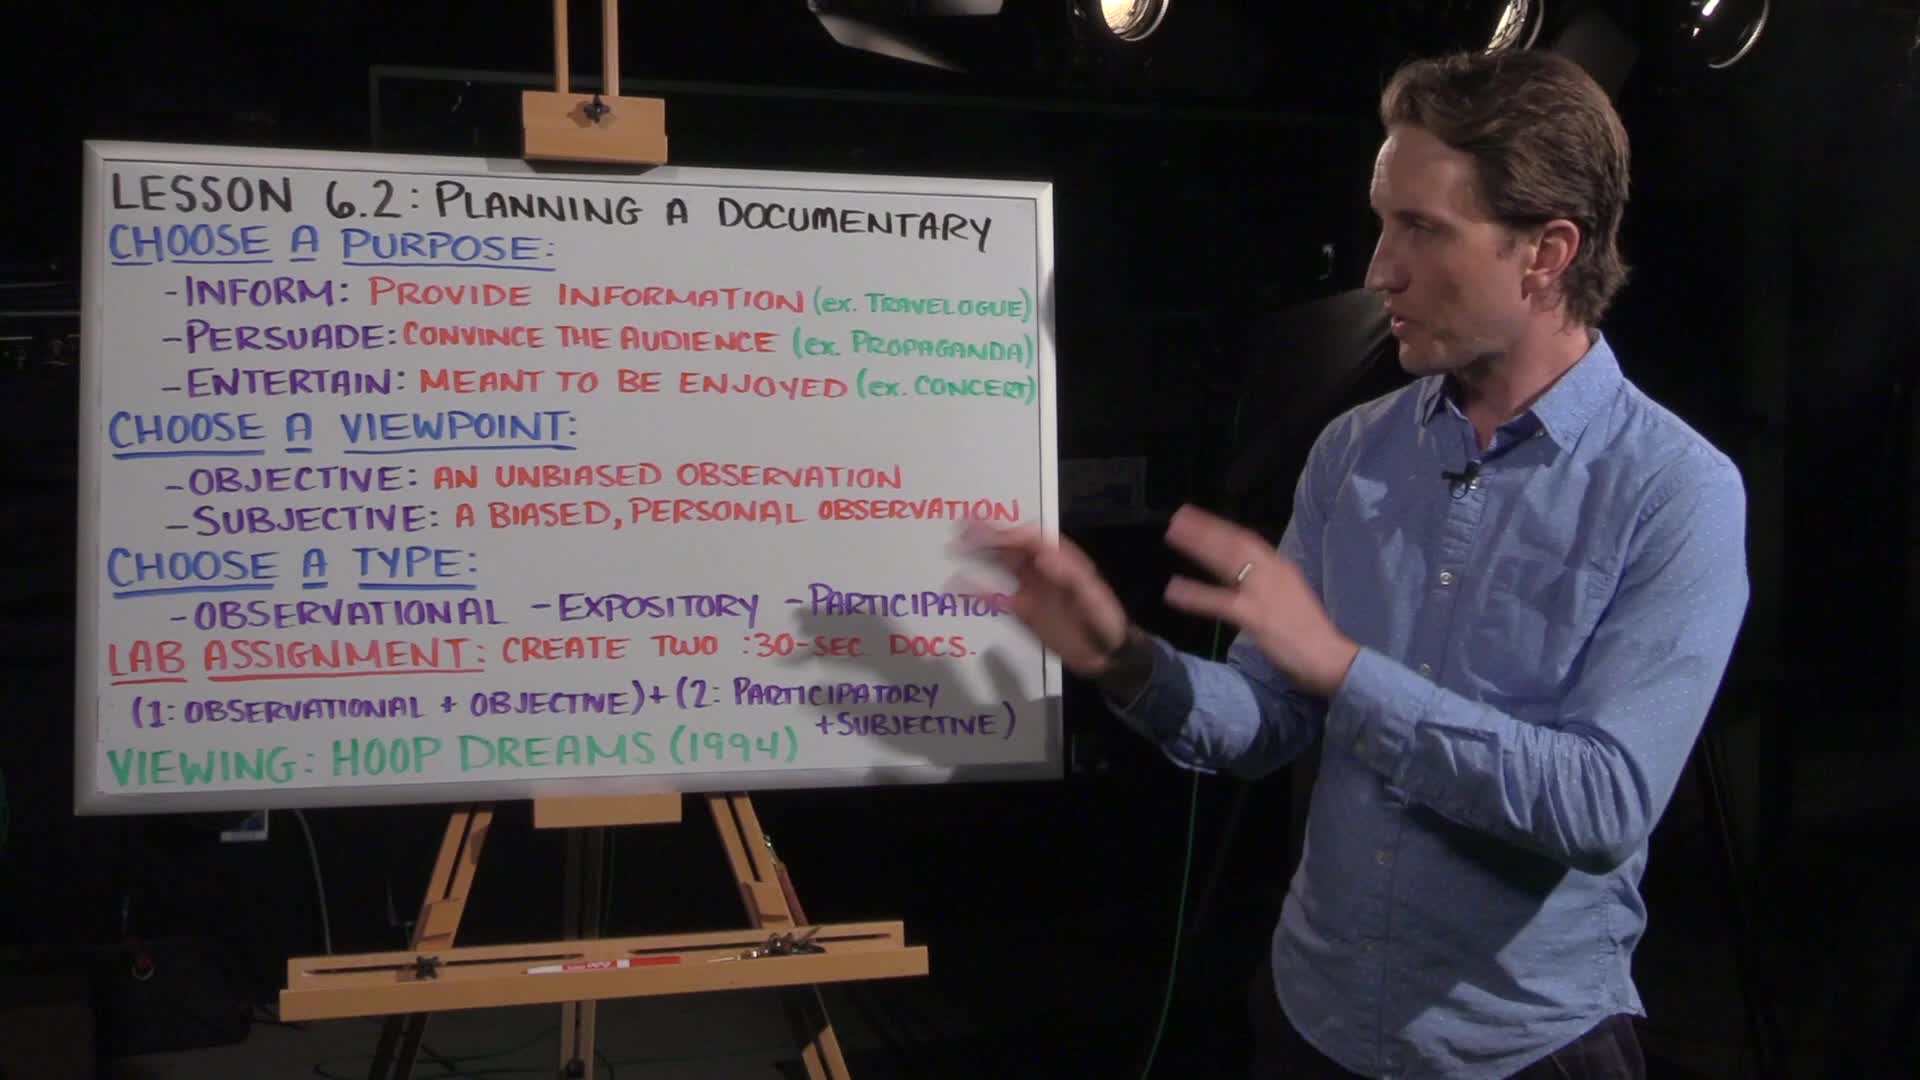 LESSON 6.2: PLANNING A DOCUMENTARY
CHOOSE A PURPOSE:
-INFORM: PROVIDE INFORMATION (ex. TRAVELOGUE)
-PERSUADE: CONVINCE THE AUDIENCE (ex. PROPAGANDA)
-ENTERTAIN: MEANT TO BE ENJOYED (ex. CONCERT)
CHOOSE A VIEWPOINT:
-OBJECTIVE: AN UNBIASED OBSERVATION
-SUBJECTIVE: A BIASED, PERSONAL OBSERVATION
CHOOSE A TYPE:
-OBSERVATIONAL -EXPOSITORY -PARTICIPATOR
LAB ASSIGNMENT: CREATE TWO :30-SEC DOCS.
(1: OBSERVATIONAL + OBJECTIVE) + (2: PARTICIPATORY
+SUBJECTIVE)
VIEWING: HOOP DREAMS (1994)